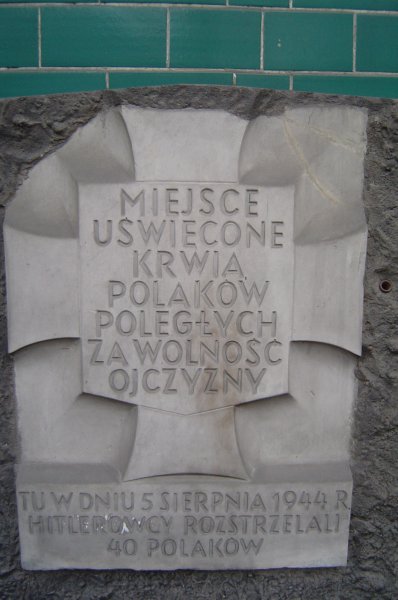 MIEJSCE
UŚWIĘCONE
KRWIĄ
POLAKÓW
POLEGŁYCH
ZA WOLNOŚĆ
OJCZYZNY
TU W DNIU 5 SIERPNIA 1944 R
HITLEROWCY ROZSTRZELALI
40 POLAKÓW